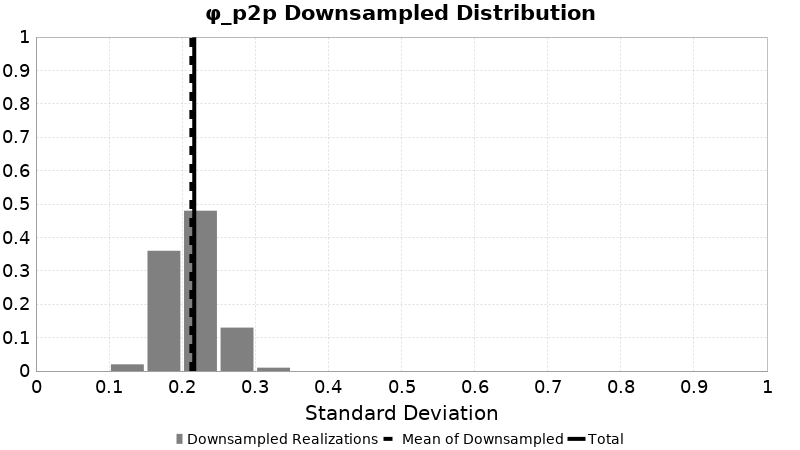 φ_p2p Downsampled Distribution
1
0.9
0.8
0.7
0.6
0.5
0.4
0.3
0.2
0.1
0
0 0.1 0.2 0.3 0.4 0.5 0.6 0.7 0.8 0.9 1
Standard Deviation
Downsampled Realizations Mean of Downsampled Total